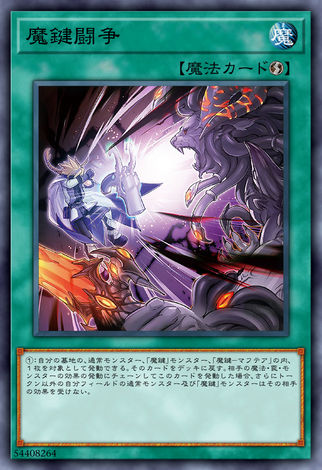 魔鍵闘争
魔
【魔法カード】
①：自分の墓地の、通常モンスター、「魔鍵」モンスター、「魔鍵－マフテア」の内、
１枚を対象として発動できる。そのカードをデッキに戻す。相手の魔法・罠・モ
ンスターの効果の発動にチェーンしてこのカードを発動した場合、さらにトー
クン以外の自分フィールドの通常モンスター及び「魔鍵」モンスターはその相手
の効果を受けない。
54408264